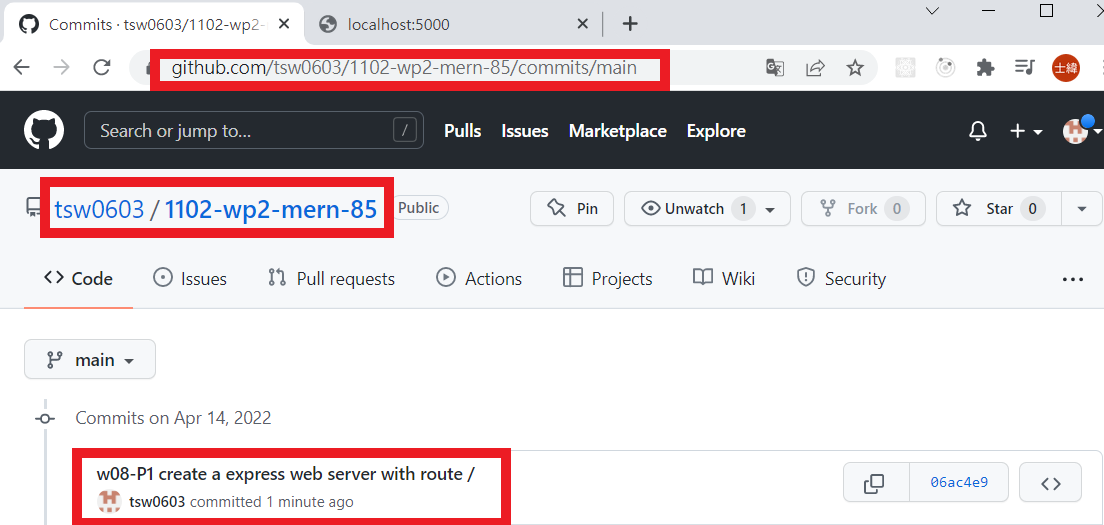 Commits · tsw0603/1102-wp2-
localhost:5000
github.com/tsw0603/1102-wp2-mern-85/commits/main
士緯
Search or jump to... /
Pulls Issues Marketplace Explore
tsw0603 / 1102-wp2-mern-85 Public
Pin Unwatch 1 Fork 0 Star 0
Code Issues Pull requests Actions Projects Wiki Security
main
Commits on Apr 14, 2022
w08-P1 create a express web server with route /
tsw0603 committed 1 minute ago
06ac4e9